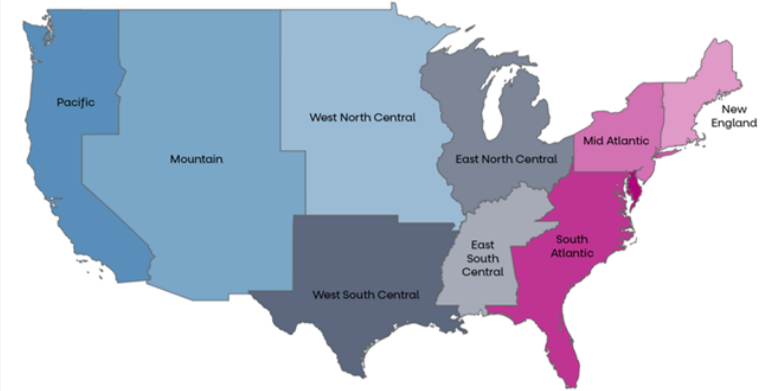 Pacific
Mountain
West North Central
East North Central
Mid Atlantic
New
England
East
South
Central
South
Atlantic
West South Central